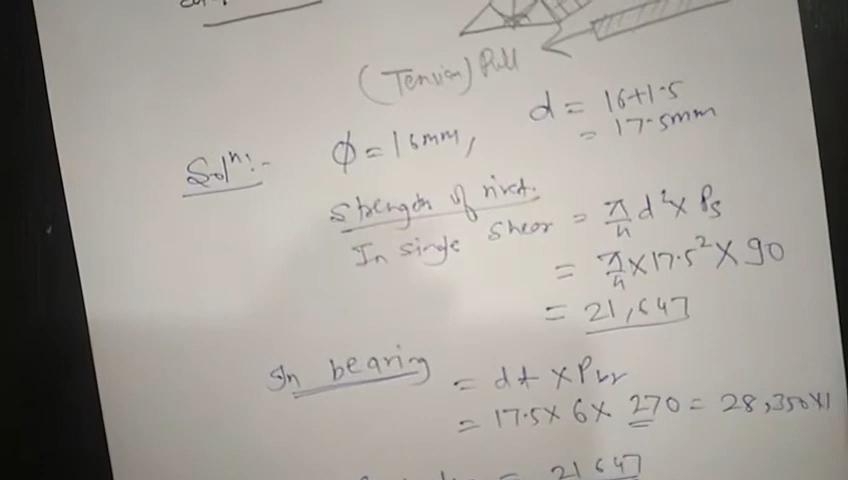 (Tension) Pull
Solⁿ:-
ϕ = 16mm,
d = 16+1.5
= 17.5mm
Strength of rivet.
In single shear = π/4 d² × Ps
= π/4 × 17.5² × 90
= 21,647
In bearing = dt × Pbr
= 17.5 × 6 × 270 = 28,350×1
= 21647